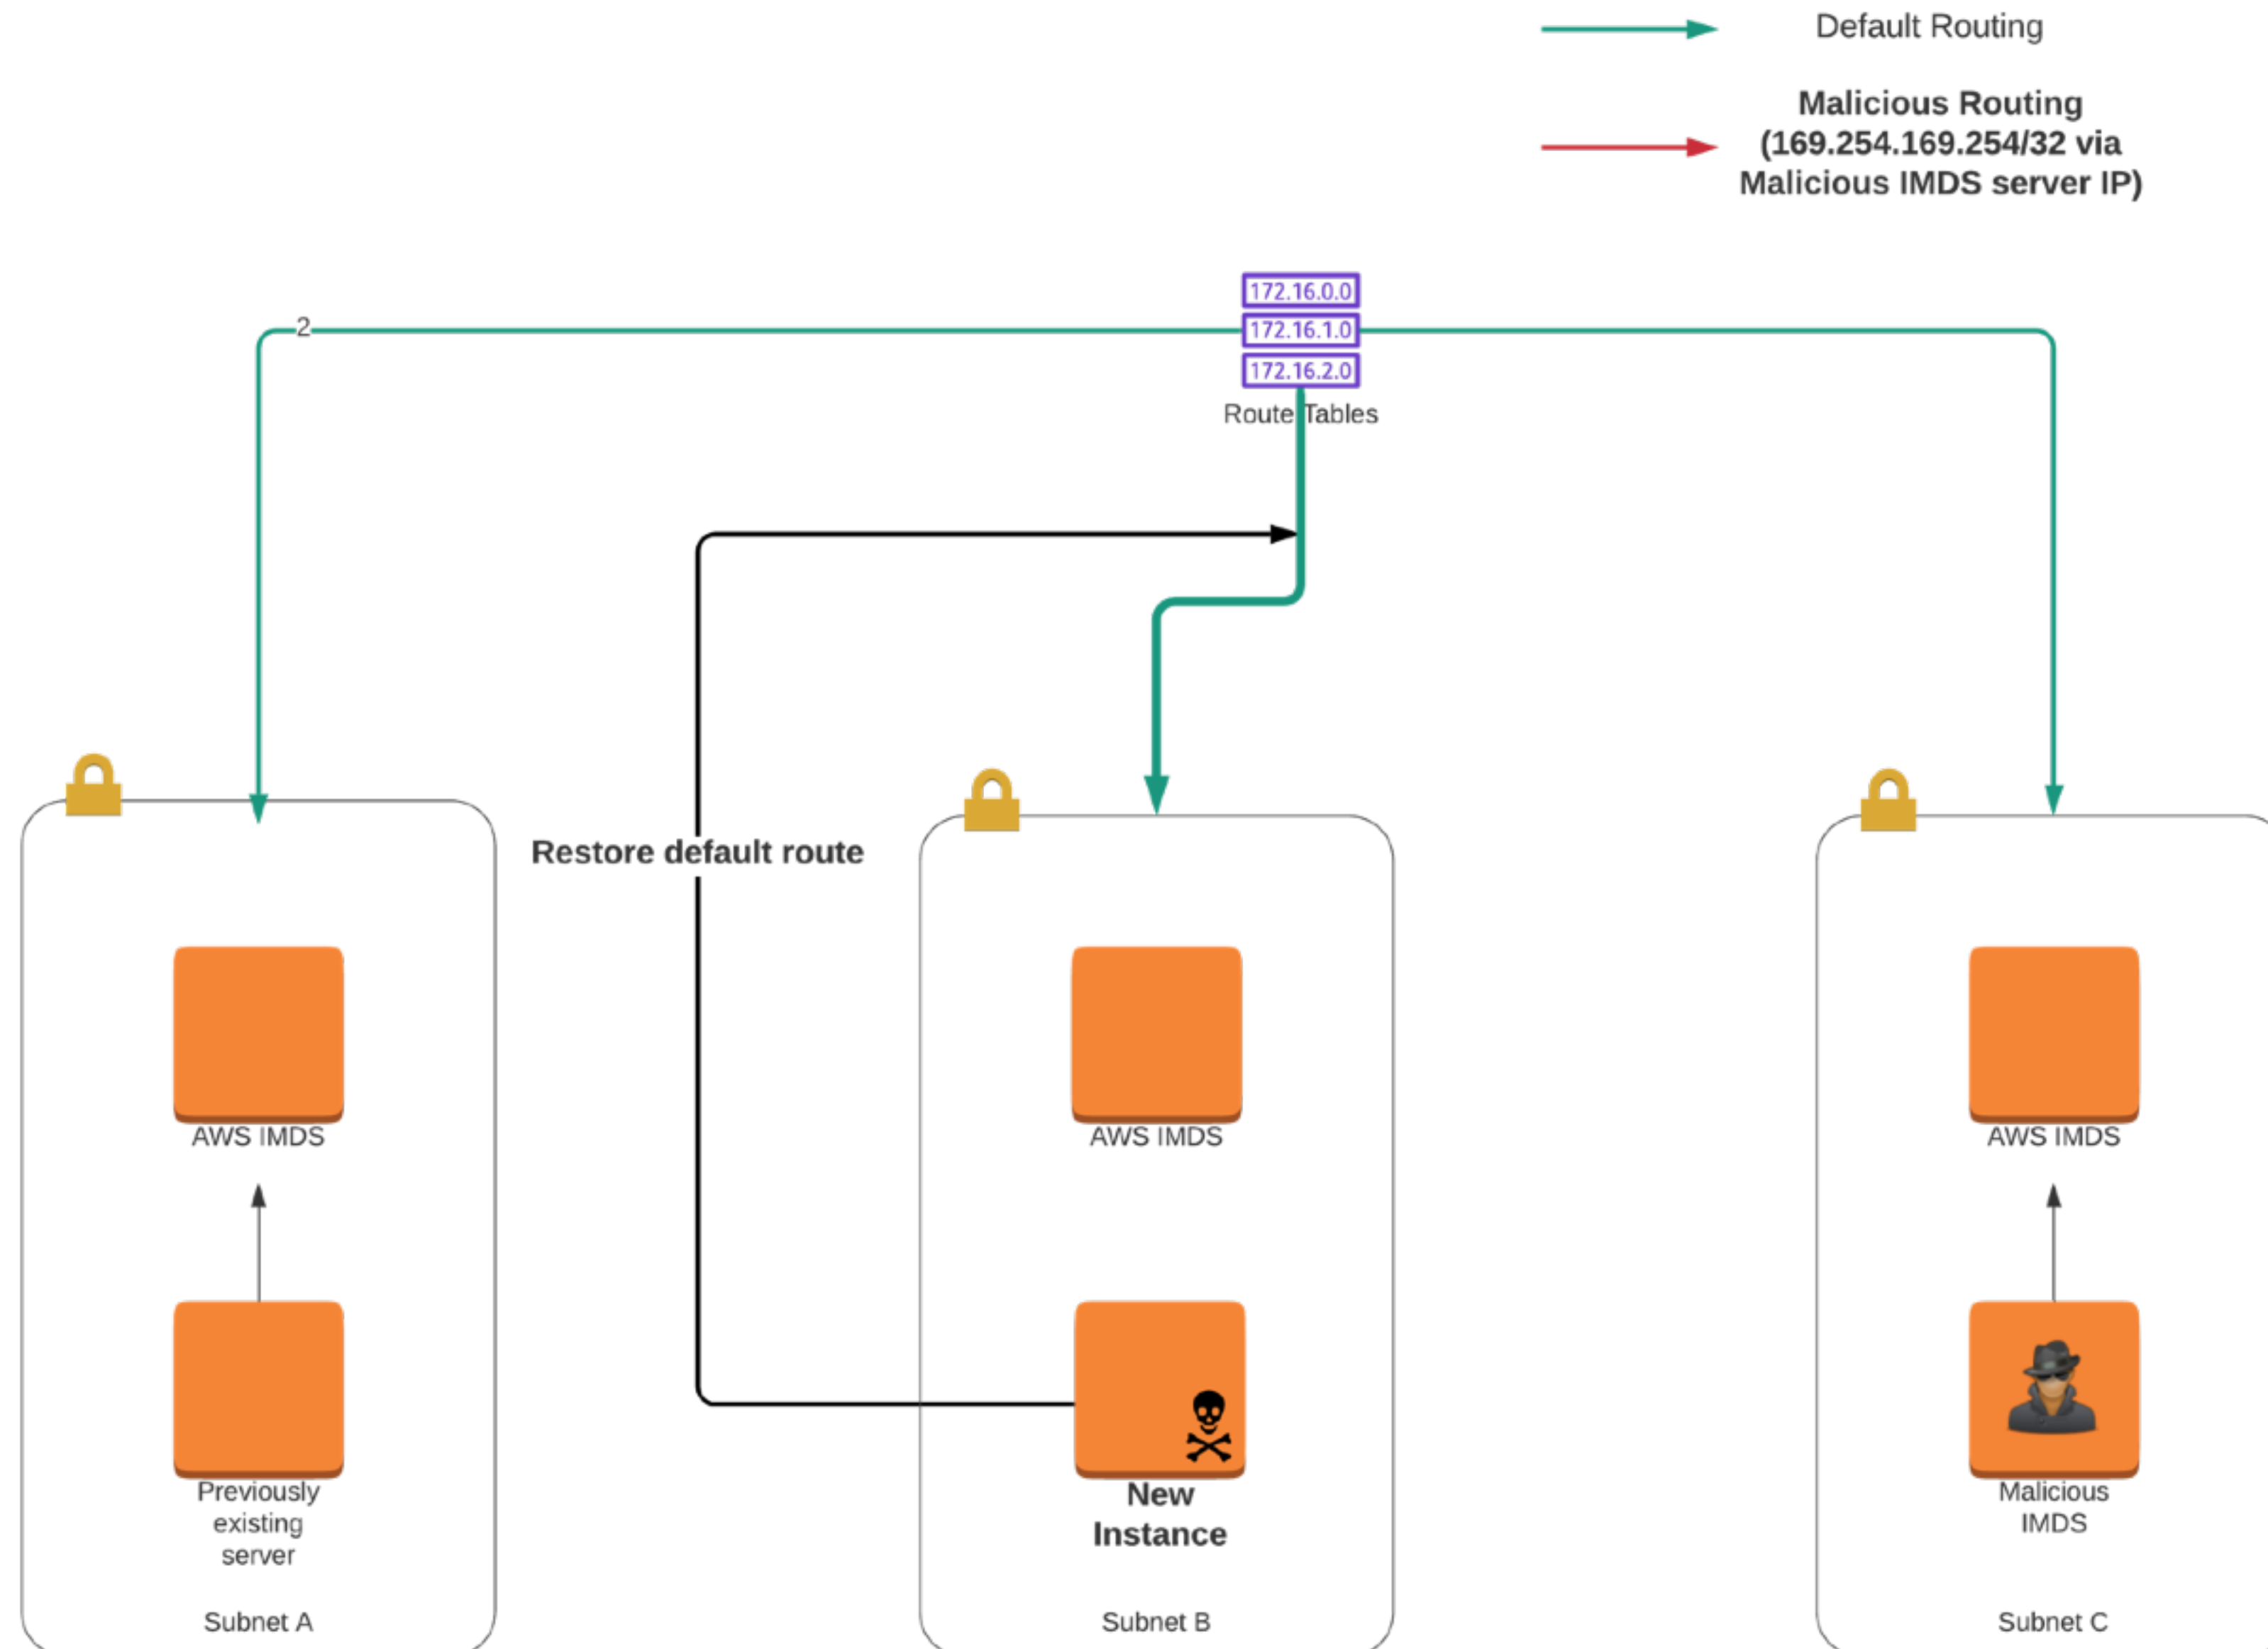 Default Routing
Malicious Routing
(169.254.169.254/32 via
Malicious IMDS server IP)
172.16.0.0
2
172.16.1.0
172.16.2.0
Route Tables
Restore default route
AWS IMDS
AWS IMDS
AWS IMDS
Previously
existing
server
New
Instance
Malicious
IMDS
Subnet A
Subnet B
Subnet C